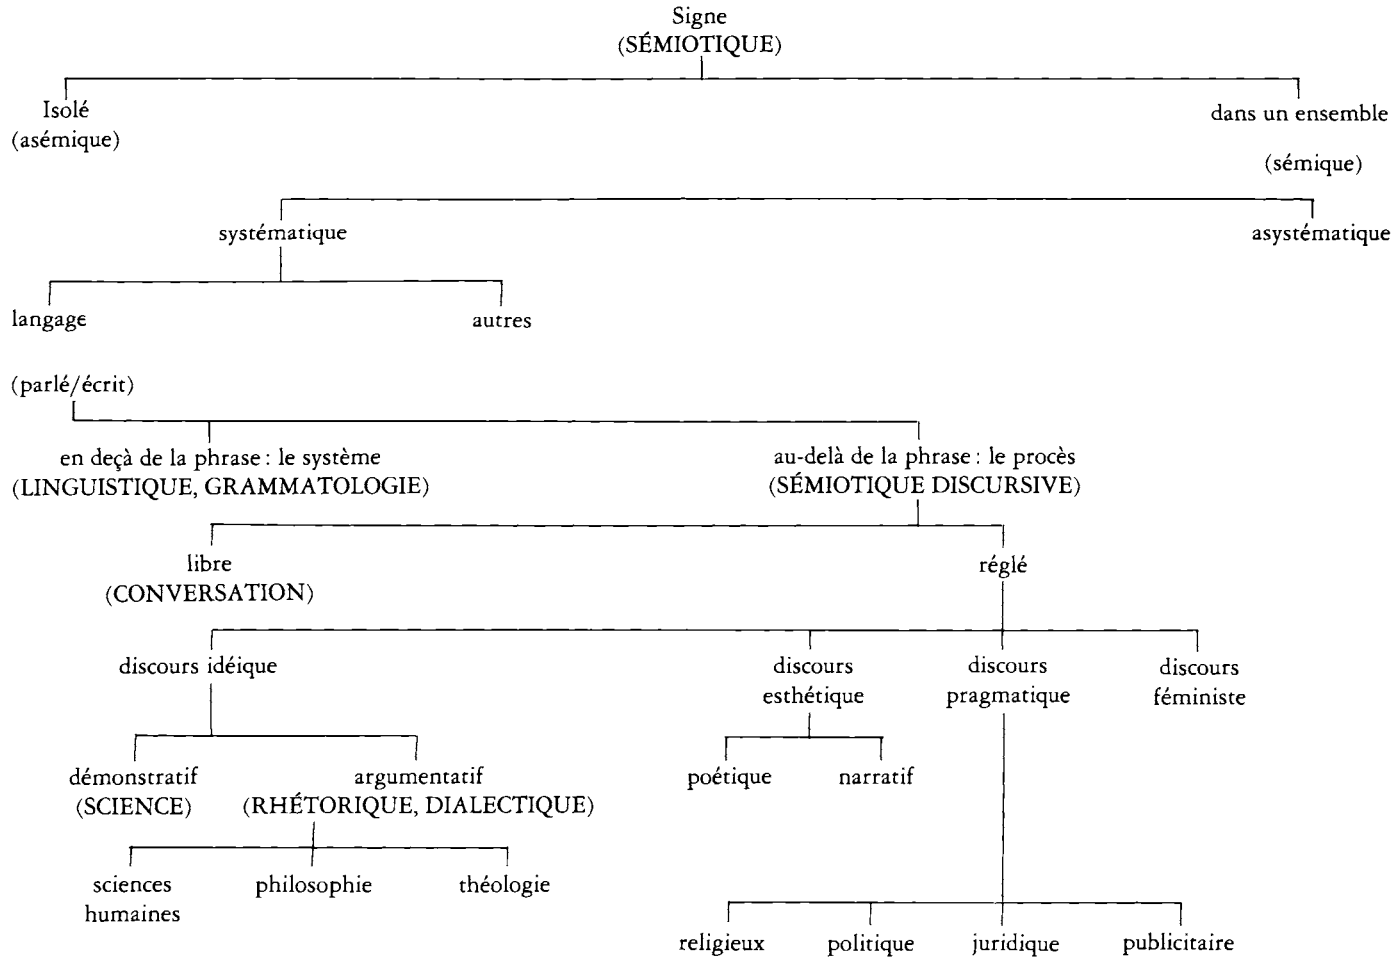 Signe
(SÉMIOTIQUE)
Isolé
(asémique)
dans un ensemble
(sémique)
systématique
asystématique
langage
autres
(parlé/écrit)
en deçà de la phrase : le système
(LINGUISTIQUE, GRAMMATOLOGIE)
au-delà de la phrase : le procès
(SÉMIOTIQUE DISCURSIVE)
libre
(CONVERSATION)
réglé
discours idéique
discours
esthétique
discours
pragmatique
discours
féministe
démonstratif
(SCIENCE)
argumentatif
(RHÉTORIQUE, DIALECTIQUE)
poétique
narratif
sciences
humaines
philosophie
théologie
religieux
politique
juridique
publicitaire